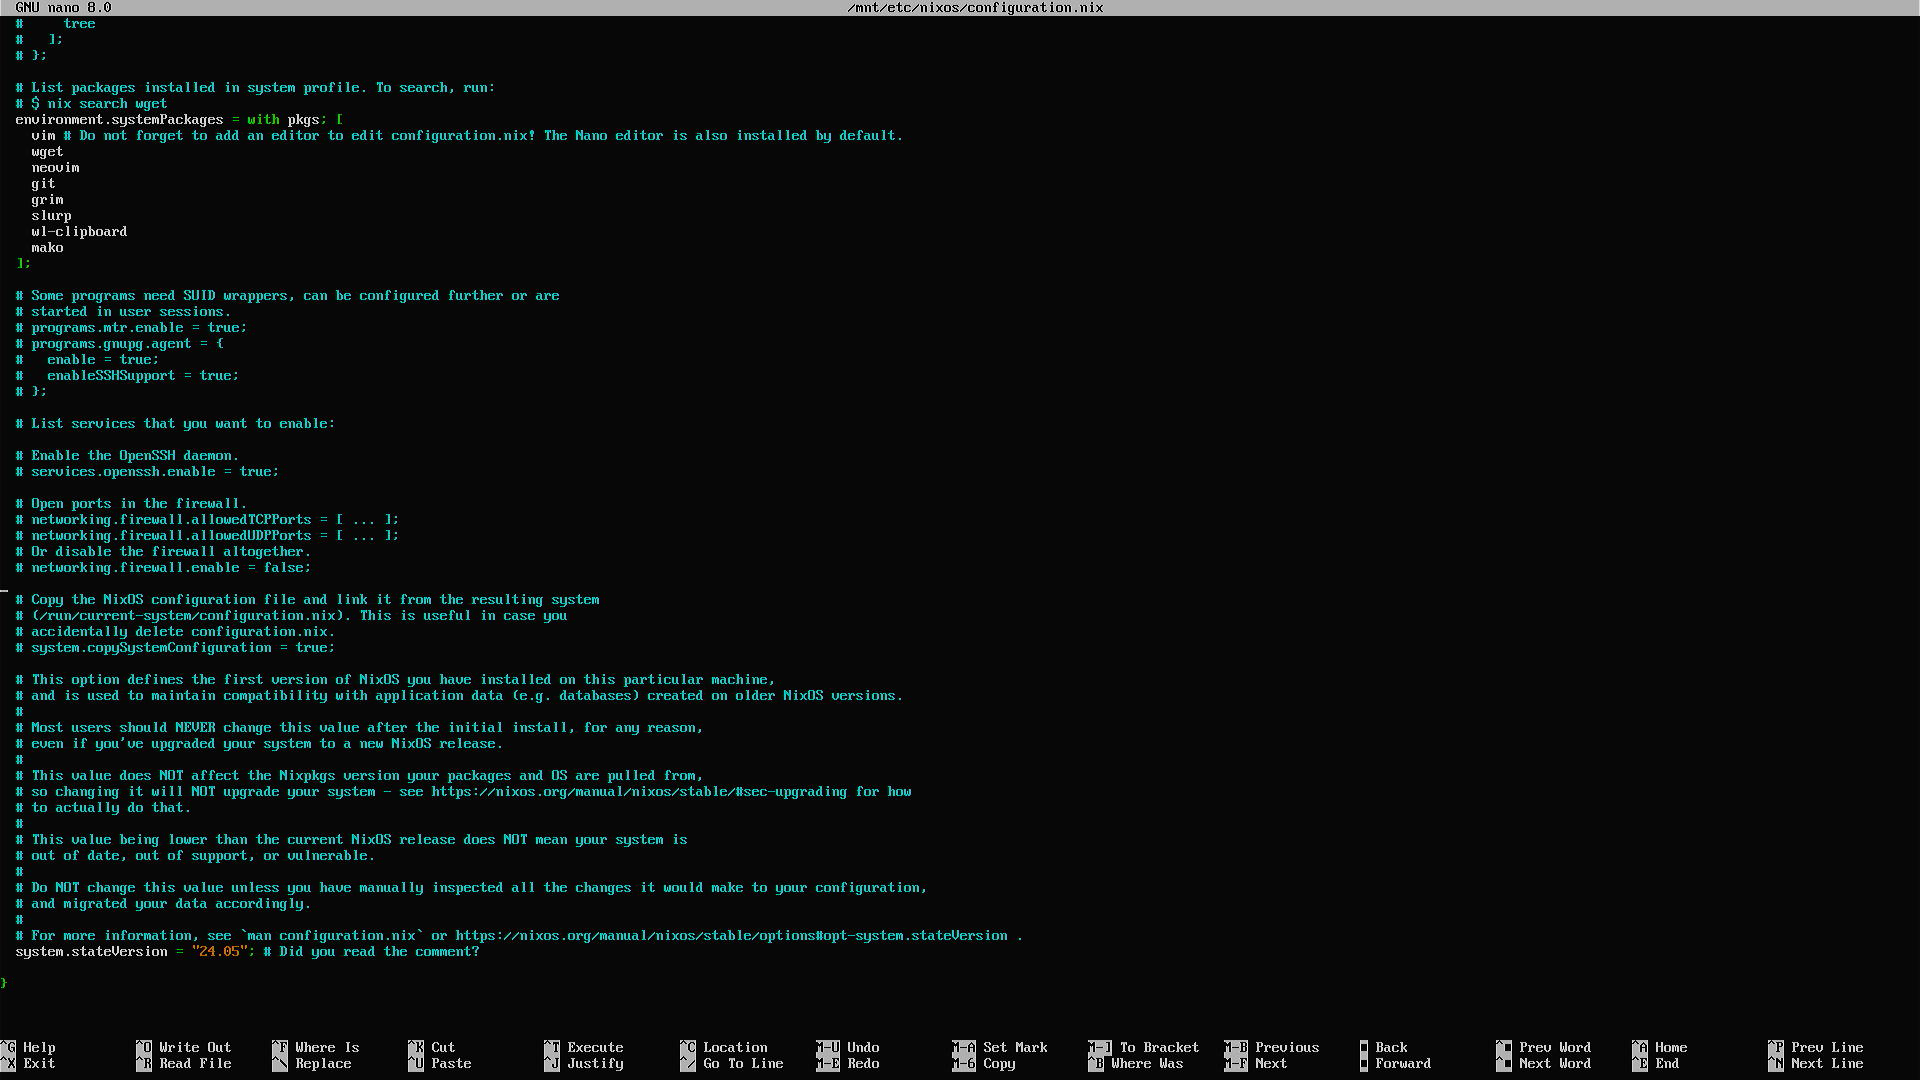 GNU nano 8.0 /mnt/etc/nixos/configuration.nix
#     tree
#   ];
# };
# List packages installed in system profile. To search, run:
# $ nix search wget
environment.systemPackages = with pkgs; [
vim # Do not forget to add an editor to edit configuration.nix! The Nano editor is also installed by default.
wget
neovim
git
grim
slurp
wl-clipboard
mako
];
# Some programs need SUID wrappers, can be configured further or are
# started in user sessions.
# programs.mtr.enable = true;
# programs.gnupg.agent = {
#   enable = true;
#   enableSSHSupport = true;
# };
# List services that you want to enable:
# Enable the OpenSSH daemon.
# services.openssh.enable = true;
# Open ports in the firewall.
# networking.firewall.allowedTCPPorts = [ ... ];
# networking.firewall.allowedUDPPorts = [ ... ];
# Or disable the firewall altogether.
# networking.firewall.enable = false;
# Copy the NixOS configuration file and link it from the resulting system
# (/run/current-system/configuration.nix). This is useful in case you
# accidentally delete configuration.nix.
# system.copySystemConfiguration = true;
# This option defines the first version of NixOS you have installed on this particular machine,
# and is used to maintain compatibility with application data (e.g. databases) created on older NixOS versions.
#
# Most users should NEVER change this value after the initial install, for any reason,
# even if you've upgraded your system to a new NixOS release.
#
# This value does NOT affect the Nixpkgs version your packages and OS are pulled from,
# so changing it will NOT upgrade your system - see https://nixos.org/manual/nixos/stable/#sec-upgrading for how
# to actually do that.
#
# This value being lower than the current NixOS release does NOT mean your system is
# out of date, out of support, or vulnerable.
#
# Do NOT change this value unless you have manually inspected all the changes it would make to your configuration,
# and migrated your data accordingly.
#
# For more information, see `man configuration.nix` or https://nixos.org/manual/nixos/stable/options#opt-system.stateVersion .
system.stateVersion = "24.05"; # Did you read the comment?
}
^G Help ^O Write Out ^F Where Is ^K Cut ^T Execute ^C Location M-U Undo M-A Set Mark M-] To Bracket M-B Previous Back Prev Word ^A Home ^P Prev Line
^X Exit ^R Read File ^\ Replace ^U Paste ^J Justify ^/ Go To Line M-E Redo M-6 Copy ^B Where Was M-F Next Forward Next Word ^E End ^N Next Line